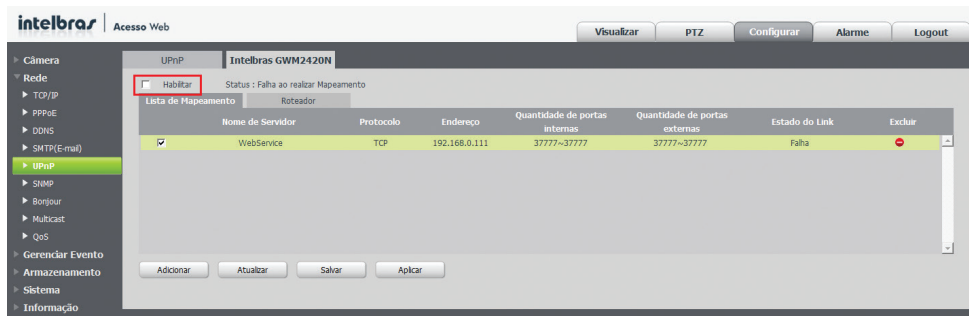 intelbras Acesso Web
Visualizar PTZ Configurar Alarme Logout
Câmera
Rede
TCP/IP
PPPoE
DDNS
SMTP(E-mail)
UPnP
SNMP
Bonjour
Multicast
QoS
Gerenciar Evento
Armazenamento
Sistema
Informação
UPnP Intelbras GWM2420N
Habilitar Status : Falha ao realizar Mapeamento
Lista de Mapeamento Roteador
Nome de Servidor Protocolo Endereço Quantidade de portas internas Quantidade de portas externas Estado do Link Excluir
WebService TCP 192.168.0.111 37777~37777 37777~37777 Falha
Adicionar Atualizar Salvar Aplicar